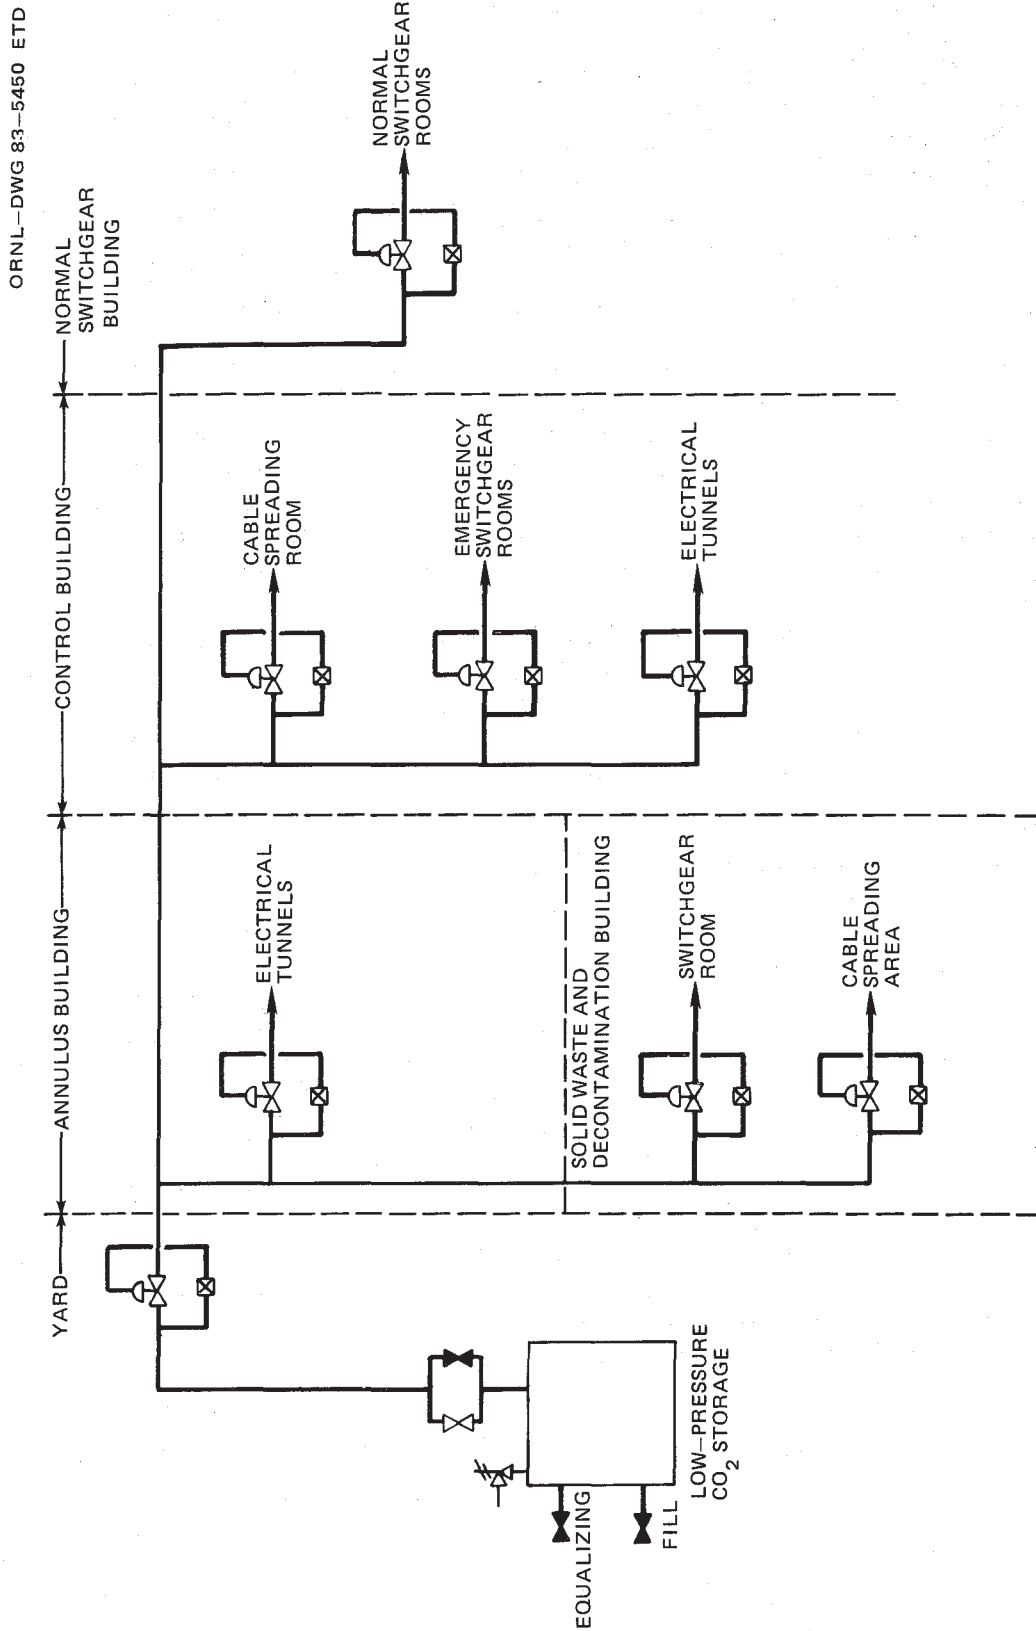 ORNL—DWG 83—5450 ETD
YARD
ANNULUS BUILDING
CONTROL BUILDING
NORMAL
SWITCHGEAR
BUILDING
ELECTRICAL
TUNNELS
CABLE
SPREADING
ROOM
NORMAL
SWITCHGEAR
ROOMS
EMERGENCY
SWITCHGEAR
ROOMS
SOLID WASTE AND
DECONTAMINATION BUILDING
SWITCHGEAR
ROOM
ELECTRICAL
TUNNELS
CABLE
SPREADING
AREA
EQUALIZING
FILL
LOW—PRESSURE
CO2 STORAGE